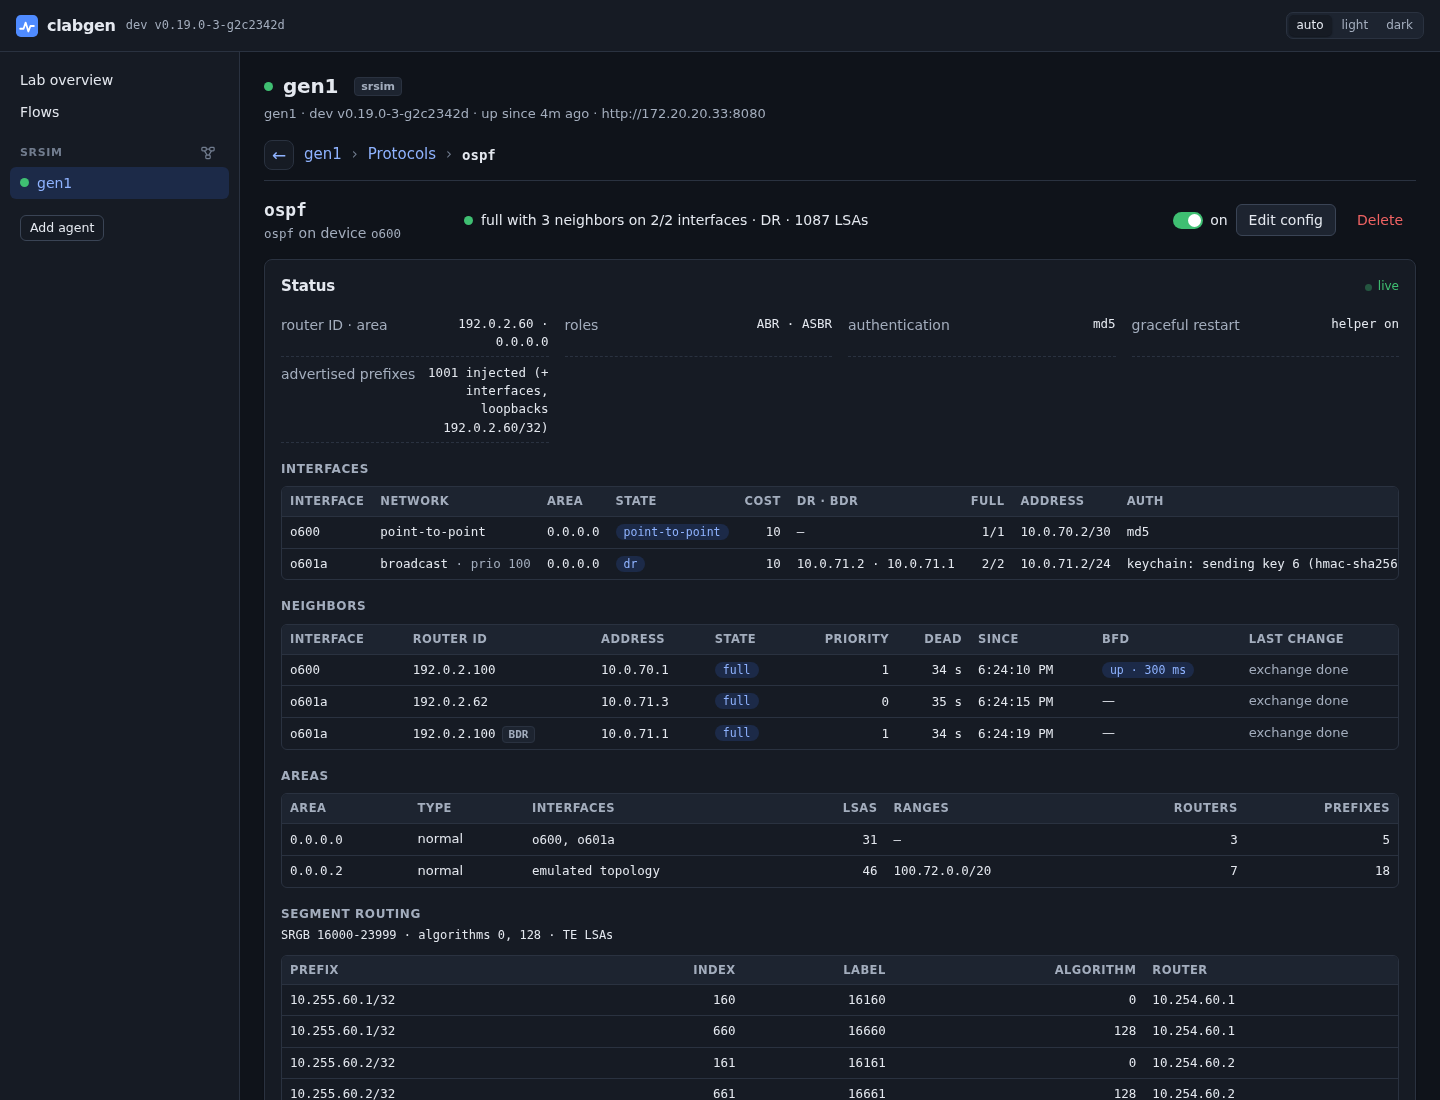 clabgen dev v0.19.0-3-g2c2342d auto light dark
Lab overview
Flows
SRSIM
gen1
Add agent
gen1 srsim
gen1 · dev v0.19.0-3-g2c2342d · up since 4m ago · http://172.20.20.33:8080
← gen1 › Protocols › ospf
ospf
ospf on device o600
full with 3 neighbors on 2/2 interfaces · DR · 1087 LSAs
on Edit config Delete
Status live
router ID · area 192.0.2.60 ·
0.0.0.0
roles ABR · ASBR
authentication md5
graceful restart helper on
advertised prefixes 1001 injected (+
interfaces,
loopbacks
192.0.2.60/32)
INTERFACES
INTERFACE NETWORK AREA STATE COST DR · BDR FULL ADDRESS AUTH
o600 point-to-point 0.0.0.0 point-to-point 10 — 1/1 10.0.70.2/30 md5
o601a broadcast · prio 100 0.0.0.0 dr 10 10.0.71.2 · 10.0.71.1 2/2 10.0.71.2/24 keychain: sending key 6 (hmac-sha256
NEIGHBORS
INTERFACE ROUTER ID ADDRESS STATE PRIORITY DEAD SINCE BFD LAST CHANGE
o600 192.0.2.100 10.0.70.1 full 1 34 s 6:24:10 PM up · 300 ms exchange done
o601a 192.0.2.62 10.0.71.3 full 0 35 s 6:24:15 PM — exchange done
o601a 192.0.2.100 BDR 10.0.71.1 full 1 34 s 6:24:19 PM — exchange done
AREAS
AREA TYPE INTERFACES LSAS RANGES ROUTERS PREFIXES
0.0.0.0 normal o600, o601a 31 — 3 5
0.0.0.2 normal emulated topology 46 100.72.0.0/20 7 18
SEGMENT ROUTING
SRGB 16000-23999 · algorithms 0, 128 · TE LSAs
PREFIX INDEX LABEL ALGORITHM ROUTER
10.255.60.1/32 160 16160 0 10.254.60.1
10.255.60.1/32 660 16660 128 10.254.60.1
10.255.60.2/32 161 16161 0 10.254.60.2
10.255.60.2/32 661 16661 128 10.254.60.2